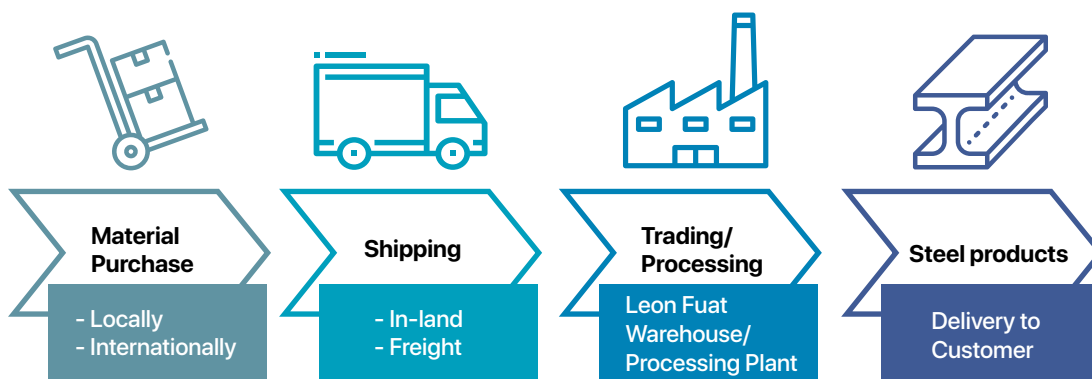 Material
Purchase
- Locally
- Internationally
Shipping
- In-land
- Freight
Trading/
Processing
Leon Fuat
Warehouse/
Processing Plant
Steel products
Delivery to
Customer